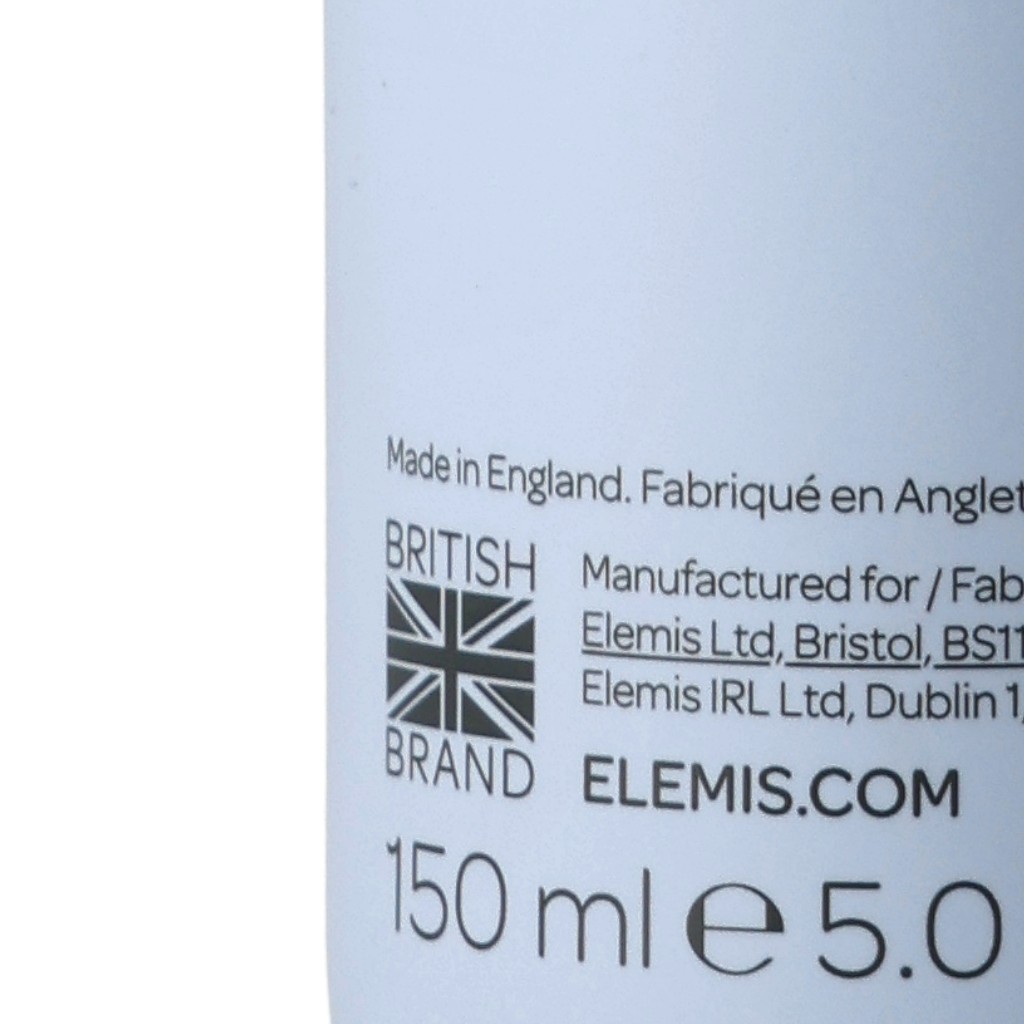 Made in England. Fabriqué en Anglet
BRITISH
BRAND
Manufactured for / Fab
Elemis Ltd, Bristol, BS11
Elemis IRL Ltd, Dublin 1,
ELEMIS.COM
150 ml e 5.0